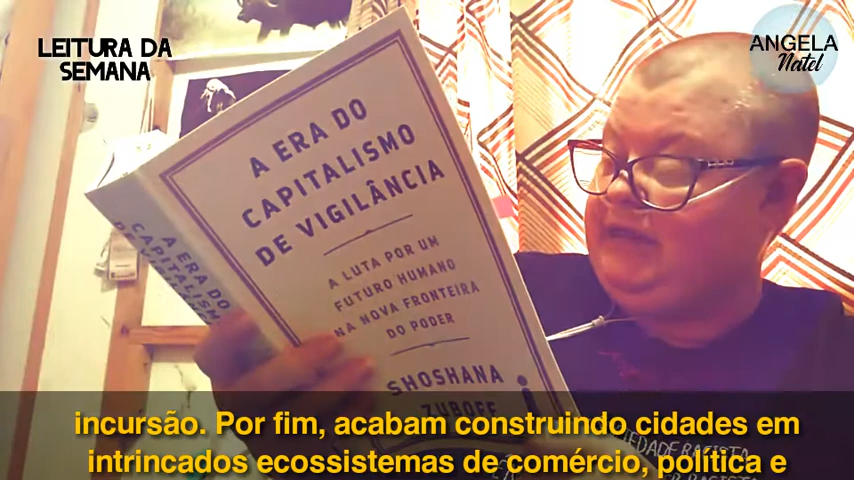 LEITURA DA
SEMANA
ANGELA
Natel
A ERA DO
CAPITALISMO
DE VIGILÂNCIA
A LUTA POR UM
FUTURO HUMANO
NA NOVA FRONTEIRA
DO PODER
SHOSHANA
ZUBOFF
A ERA DO
CAPITALISMO
incursão. Por fim, acabam construindo cidades em
intrincados ecossistemas de comércio, política e